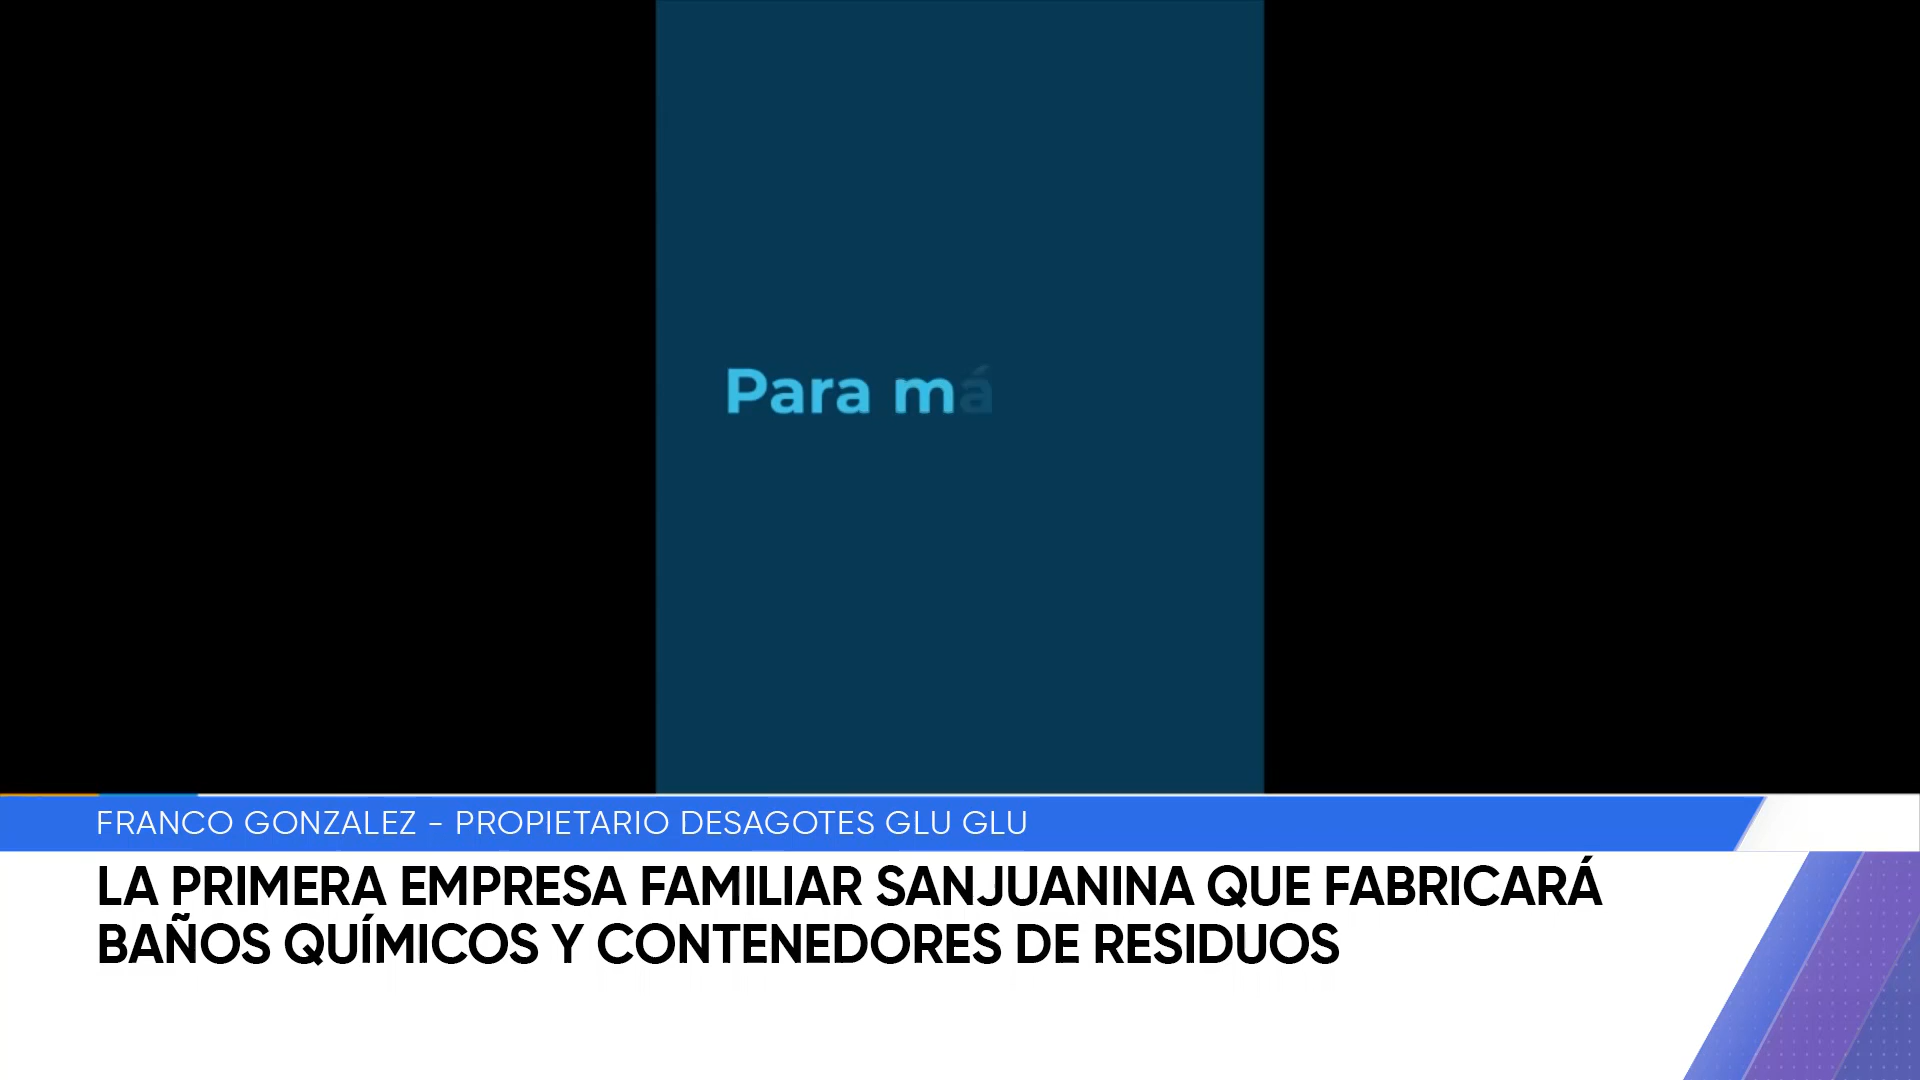 Para má
FRANCO GONZALEZ - PROPIETARIO DESAGOTES GLU GLU
LA PRIMERA EMPRESA FAMILIAR SANJUANINA QUE FABRICARÁ
BAÑOS QUÍMICOS Y CONTENEDORES DE RESIDUOS